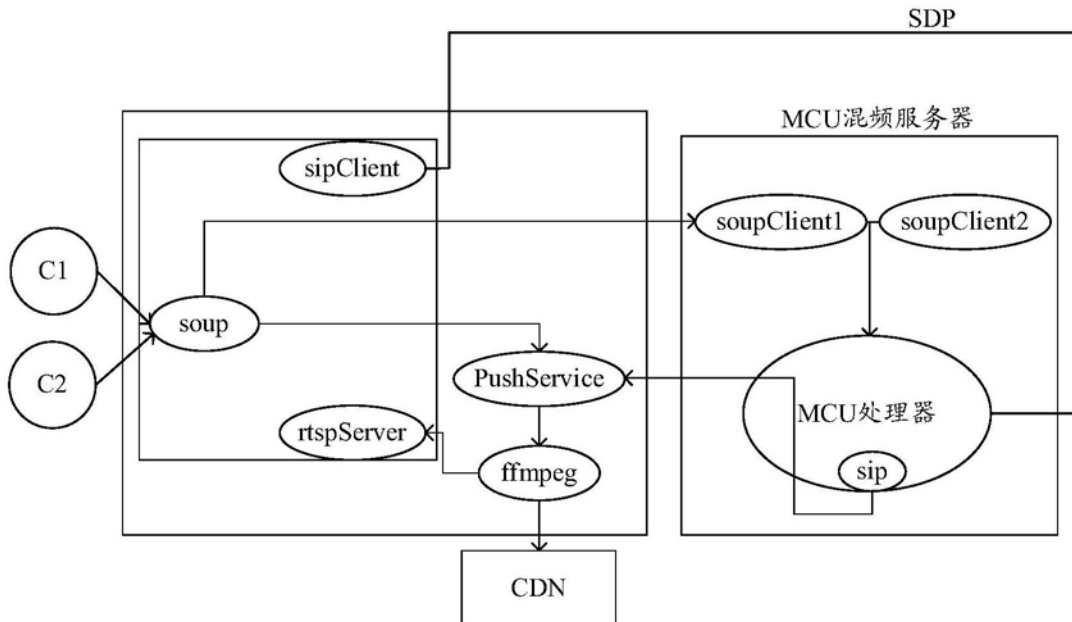 SDP
MCU混频服务器
sipClient
soupClient1
soupClient2
C1
soup
C2
PushService
MCU处理器
rtspServer
ffmpeg
sip
CDN